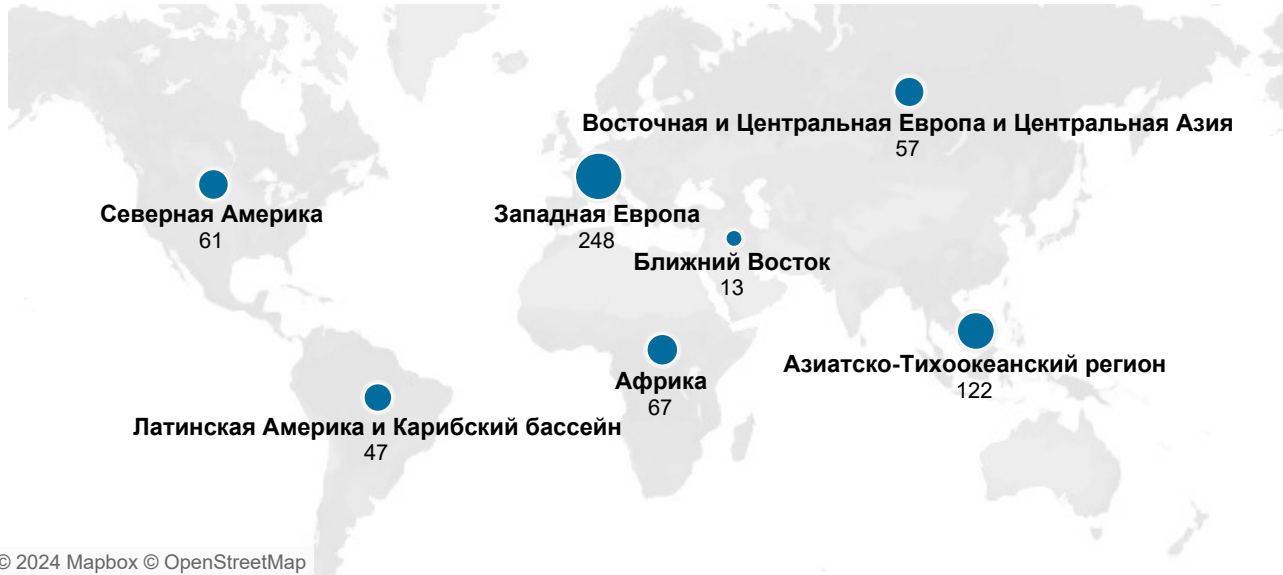 Восточная и Центральная Европа и Центральная Азия
57
Северная Америка
61
Западная Европа
248
Ближний Восток
13
Азиатско-Тихоокеанский регион
122
Африка
67
Латинская Америка и Карибский бассейн
47
© 2024 Mapbox © OpenStreetMap